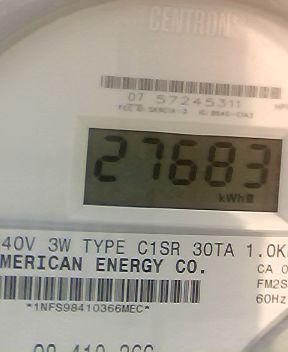 CENTRON
07 57245311
27683
kWh
40V 3W TYPE C1SR 30TA 1.0K
MERICAN ENERGY CO.
CA 0
FM2S
60Hz
*1NFS98410366MEC*